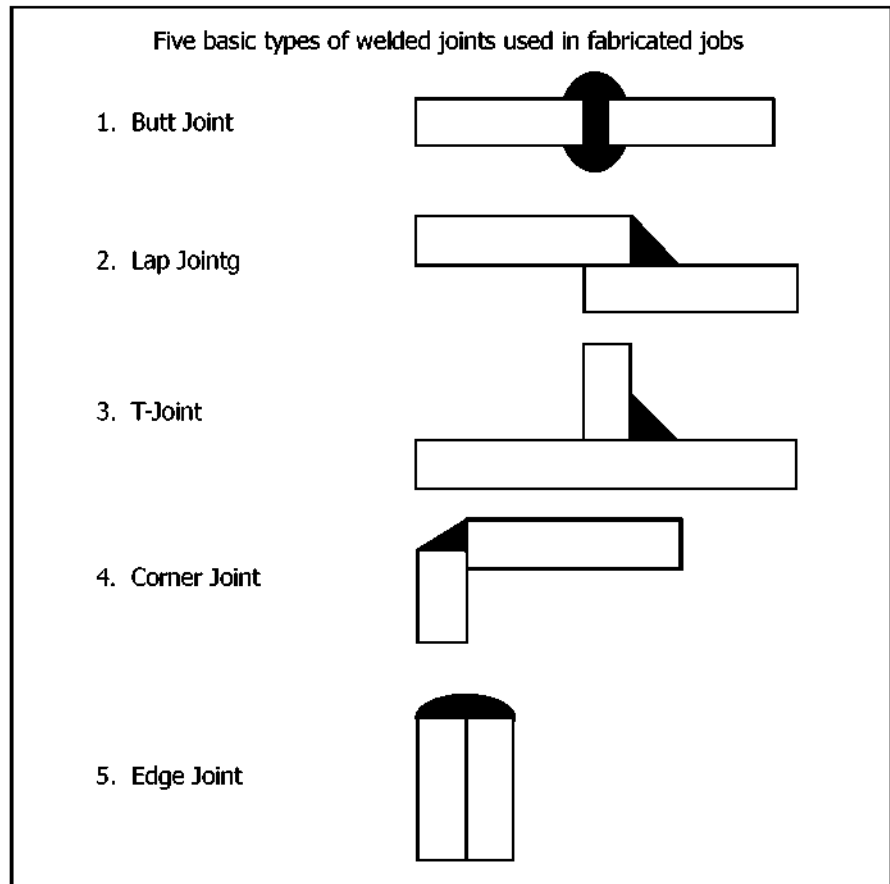 Five basic types of welded joints used in fabricated jobs
1. Butt Joint
2. Lap Jointg
3. T-Joint
4. Corner Joint
5. Edge Joint